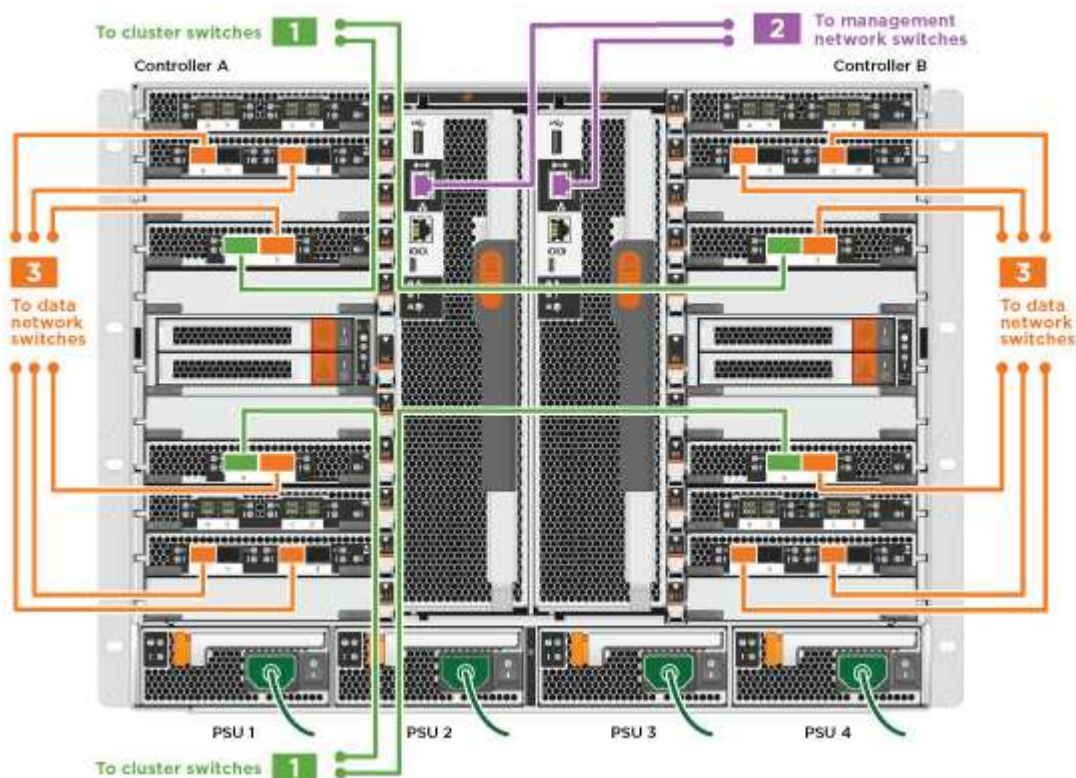 To cluster switches 1
2 To management
network switches
Controller A
Controller B
3
To data
network
switches
3
To data
network
switches
PSU 1
PSU 2
PSU 3
PSU 4
To cluster switches 1